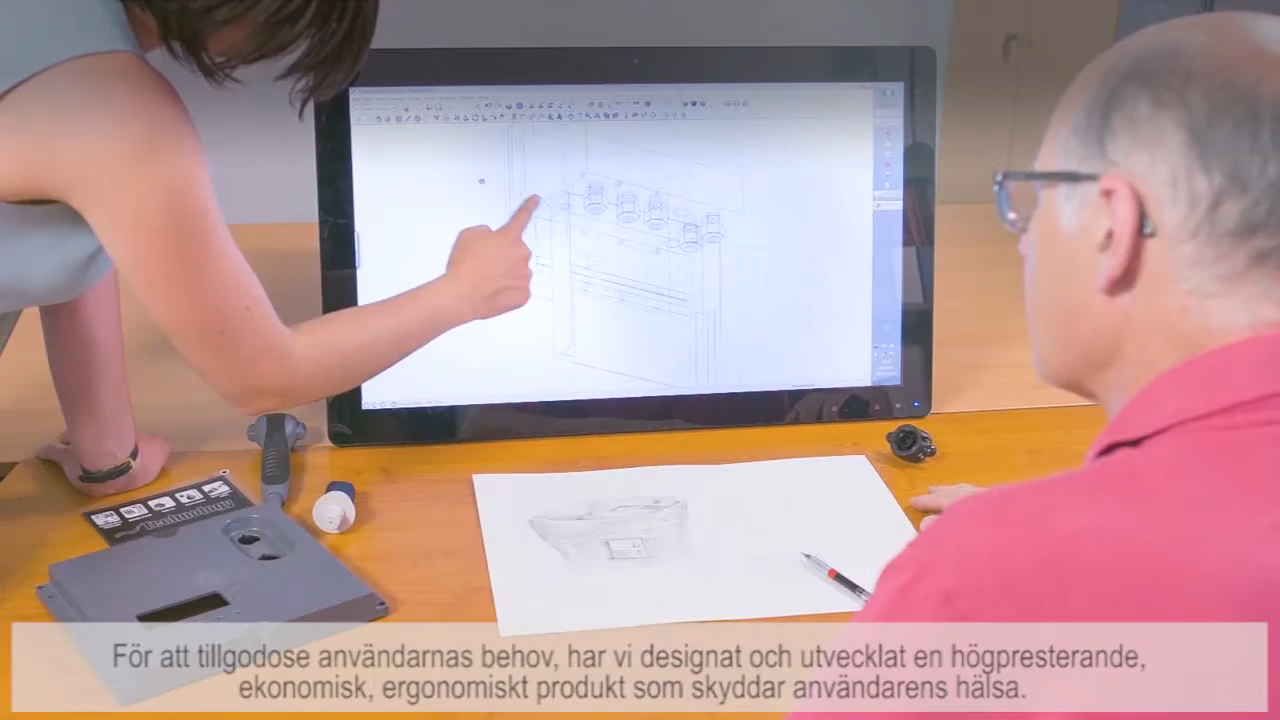 Technology
För att tillgodose användarnas behov, har vi designat och utvecklat en högpresterande,
ekonomisk, ergonomiskt produkt som skyddar användarens hälsa.